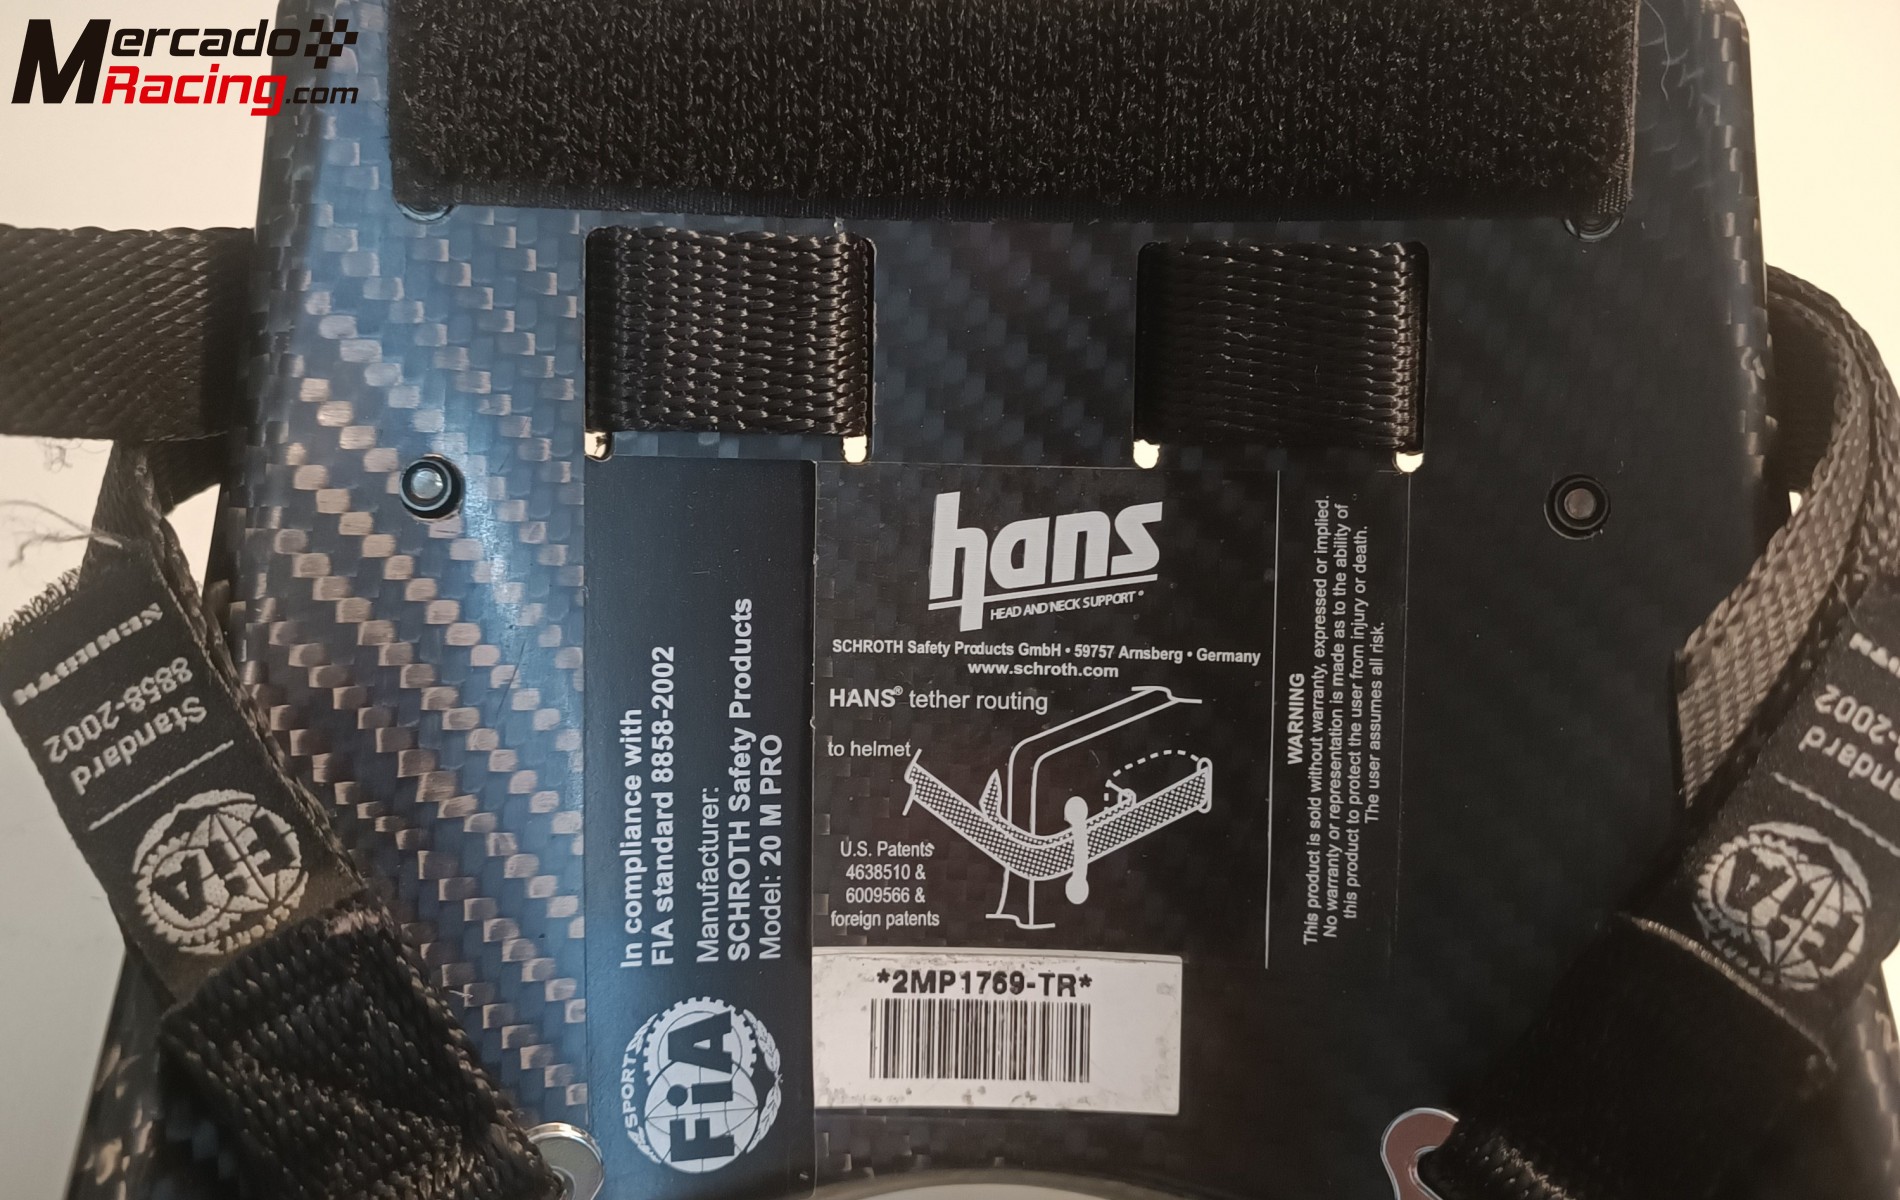 Mercado
Racing.com
hans
HEAD AND NECK SUPPORT®
SCHROTH Safety Products GmbH • 59757 Arnsberg • Germany
www.schroth.com
HANS® tether routing
to helmet
U.S. Patents
4638510 &
6009566 &
foreign patents
*2MP1769-TR*
In compliance with
FIA standard 8858-2002
Manufacturer:
SCHROTH Safety Products
Model: 20 M PRO
SPORT
FiA
WARNING
This product is sold without warranty, expressed or implied.
No warranty or representation is made as to the ability of
this product to protect the user from injury or death.
The user assumes all risk.
FIA
Standard
8858-2002
SCHROTH
FIA